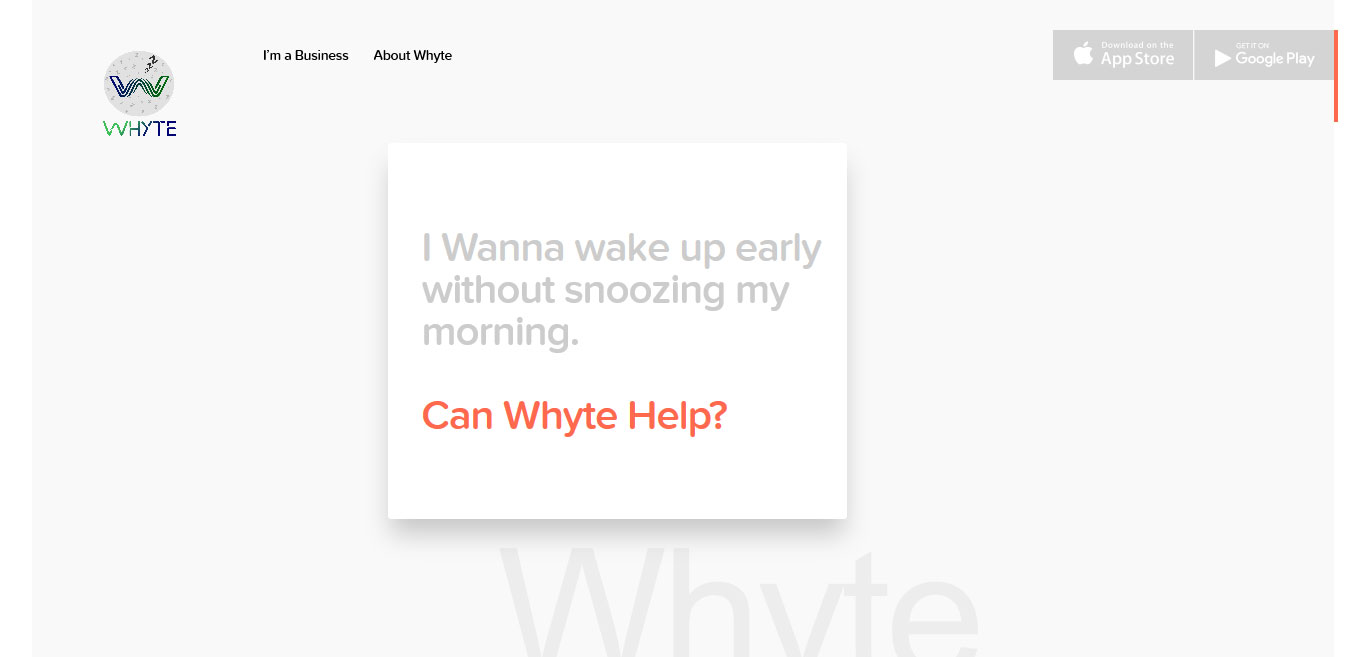 I'm a Business
About Whyte
Download on the
App Store
GET IT ON
Google Play
zzz
W
WHYTE
I Wanna wake up early
without snoozing my
morning.
Can Whyte Help?
Whyte